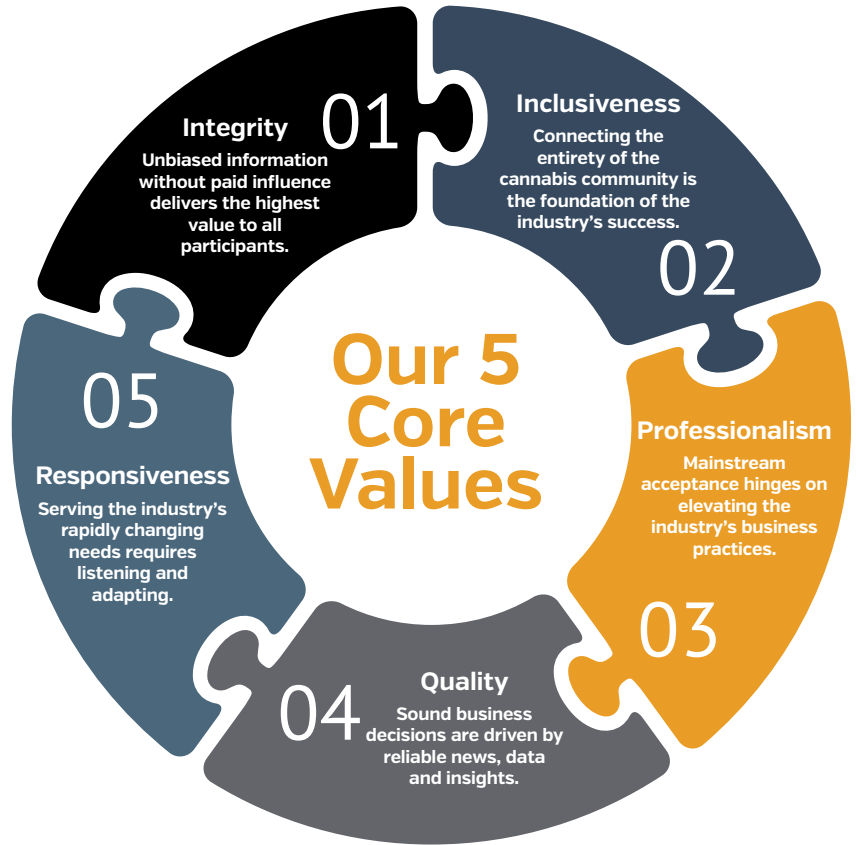 Our 5
Core
Values
01
Integrity
Unbiased information
without paid influence
delivers the highest
value to all
participants.
Inclusiveness
Connecting the
entirety of the
cannabis community is
the foundation of the
industry’s success.
02
Professionalism
Mainstream
acceptance hinges on
elevating the
industry’s business
practices.
03
04
Quality
Sound business
decisions are driven by
reliable news, data
and insights.
05
Responsiveness
Serving the industry’s
rapidly changing
needs requires
listening and
adapting.